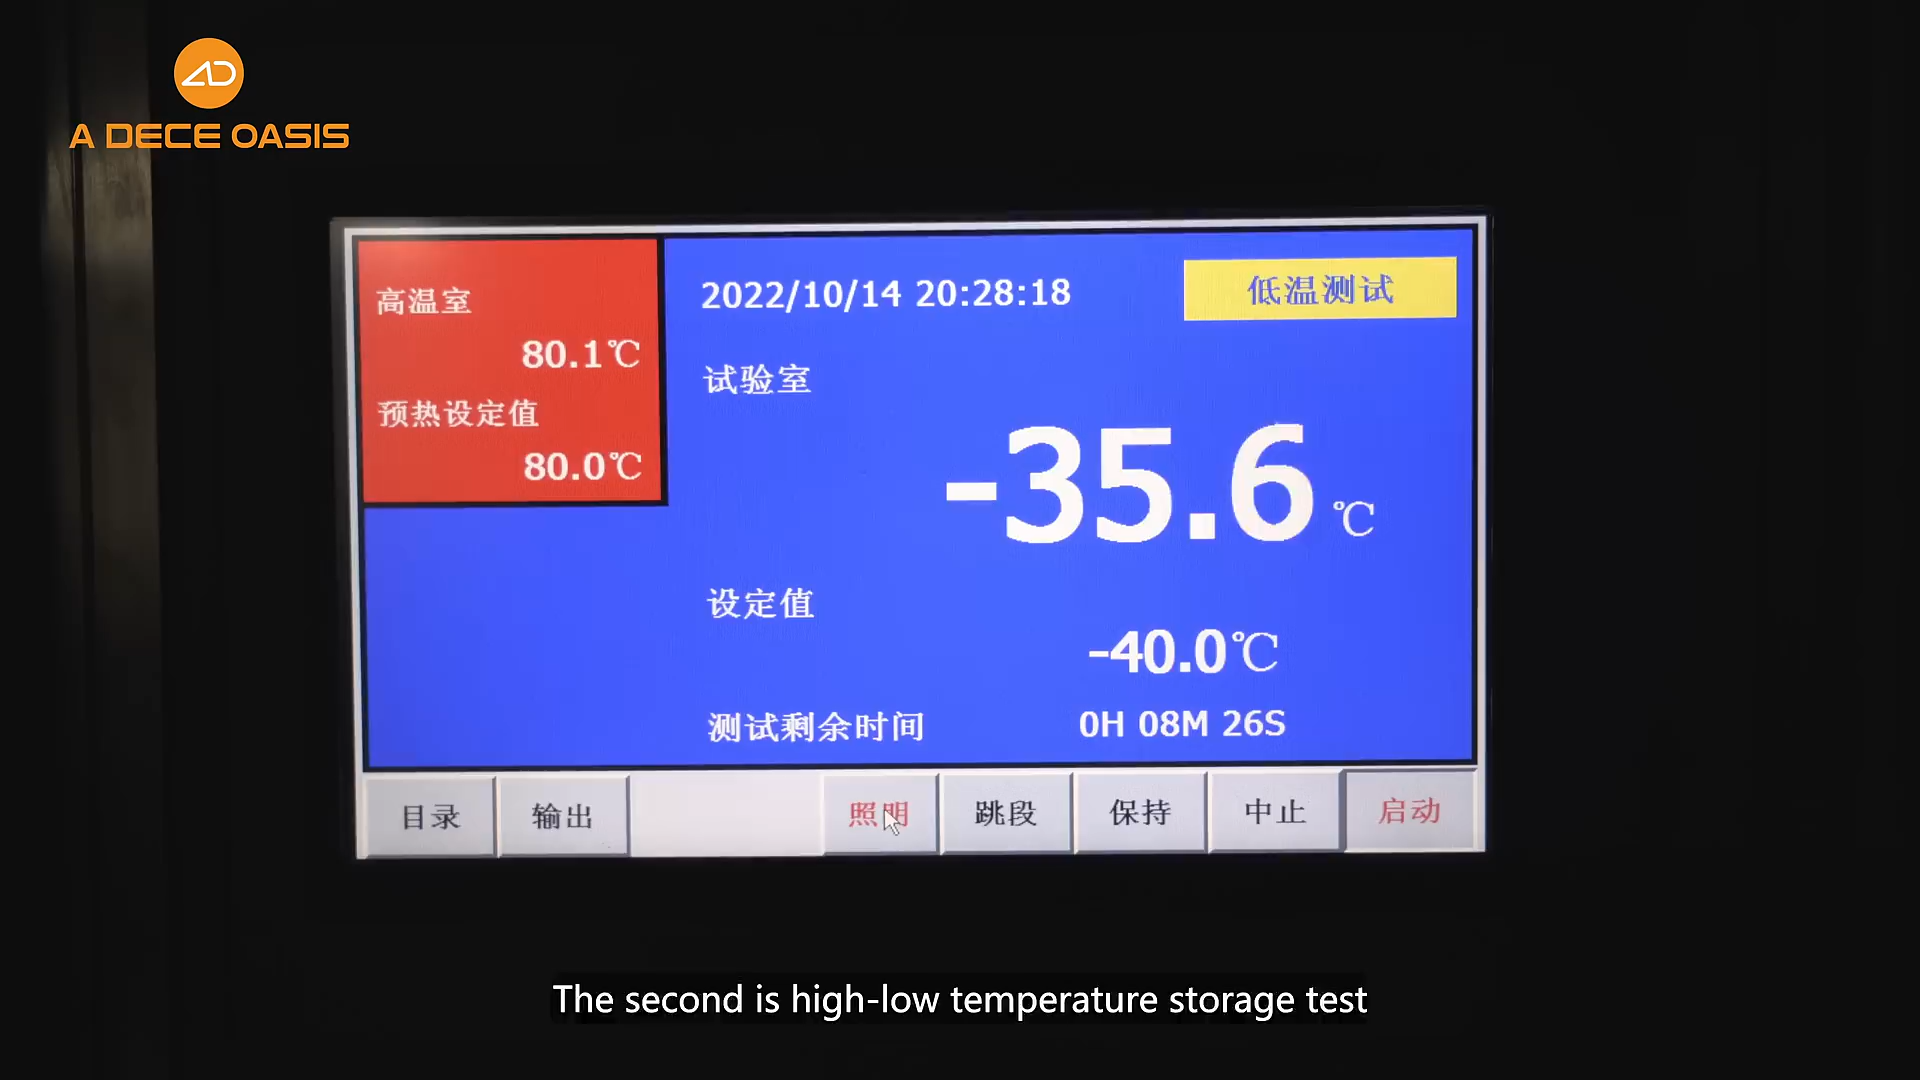 AD
A DECE OASIS
高温室
80.1℃
预热设定值
80.0℃
2022/10/14 20:28:18
低温测试
试验室
-35.6 ℃
设定值
-40.0℃
测试剩余时间 0H 08M 26S
目录 输出 照明 跳段 保持 中止 启动
The second is high-low temperature storage test